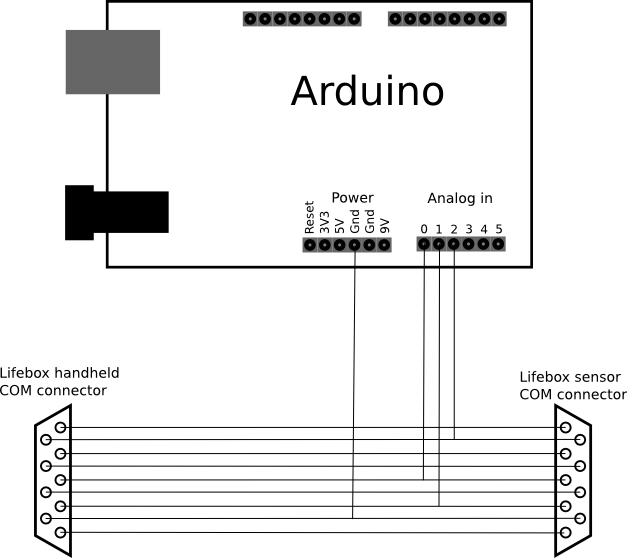 Arduino
Power
Analog in
Reset
3V3
5V
Gnd
Gnd
9V
0 1 2 3 4 5
Lifebox handheld
COM connector
Lifebox sensor
COM connector